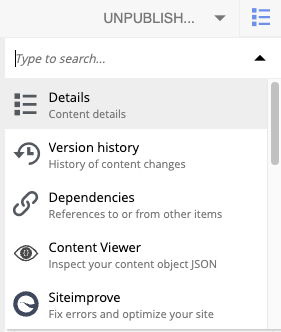 UNPUBLISH...
Type to search...
Details
Content details
Version history
History of content changes
Dependencies
References to or from other items
Content Viewer
Inspect your content object JSON
Siteimprove
Fix errors and optimize your site